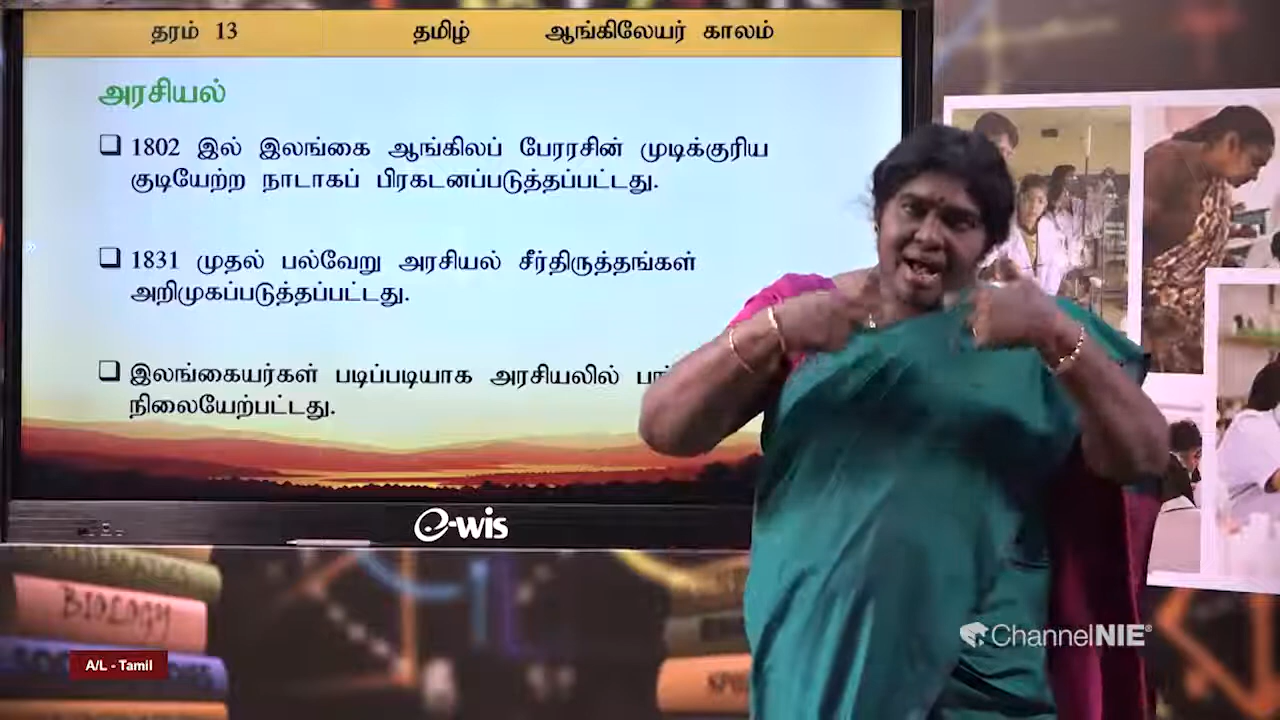 தரம் 13 தமிழ் ஆங்கிலேயர் காலம்
அரசியல்
1802 இல் இலங்கை ஆங்கிலப் பேரரசின் முடிக்குரிய
குடியேற்ற நாடாகப் பிரகடனப்படுத்தப்பட்டது.
1831 முதல் பல்வேறு அரசியல் சீர்திருத்தங்கள்
அறிமுகப்படுத்தப்பட்டது.
இலங்கையர்கள் படிப்படியாக அரசியலில்
நிலையேற்பட்டது.
e-wis
BIOLOGY
A/L - Tamil
ChannelNIE